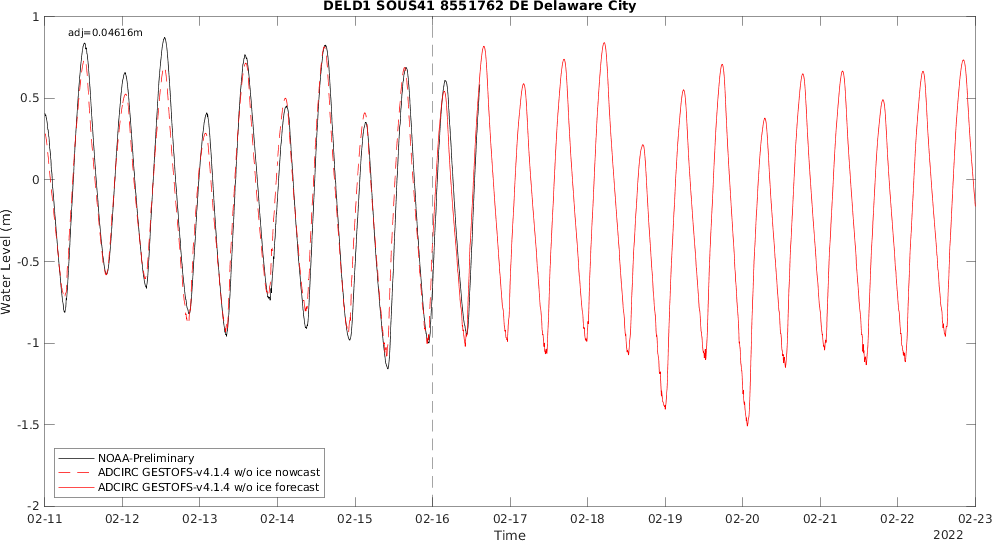 DELD1 SOUS41 8551762 DE Delaware City
adj=0.04616m
1
0.5
0
-0.5
-1
-1.5
-2
Water Level (m)
NOAA-Preliminary
ADCIRC GESTOFS-v4.1.4 w/o ice nowcast
ADCIRC GESTOFS-v4.1.4 w/o ice forecast
02-11 02-12 02-13 02-14 02-15 02-16 02-17 02-18 02-19 02-20 02-21 02-22 02-23
Time
2022